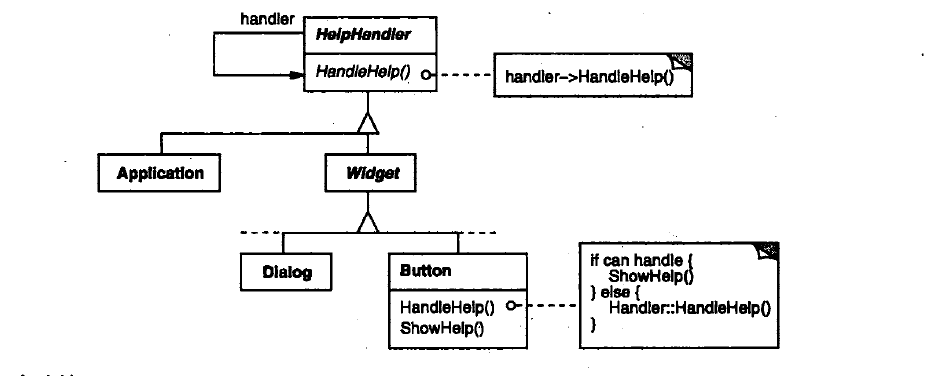 handler
HelpHandler
HandleHelp()
handler->HandleHelp()
Application
Widget
Dialog
Button
HandleHelp()
ShowHelp()
if can handle {
ShowHelp()
} else {
Handler::HandleHelp()
}